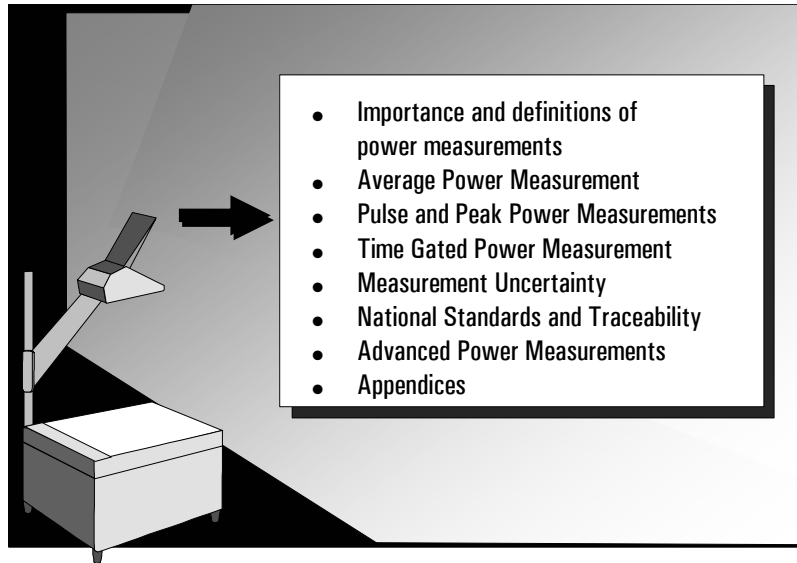 ● Importance and definitions of
power measurements
● Average Power Measurement
● Pulse and Peak Power Measurements
● Time Gated Power Measurement
● Measurement Uncertainty
● National Standards and Traceability
● Advanced Power Measurements
● Appendices